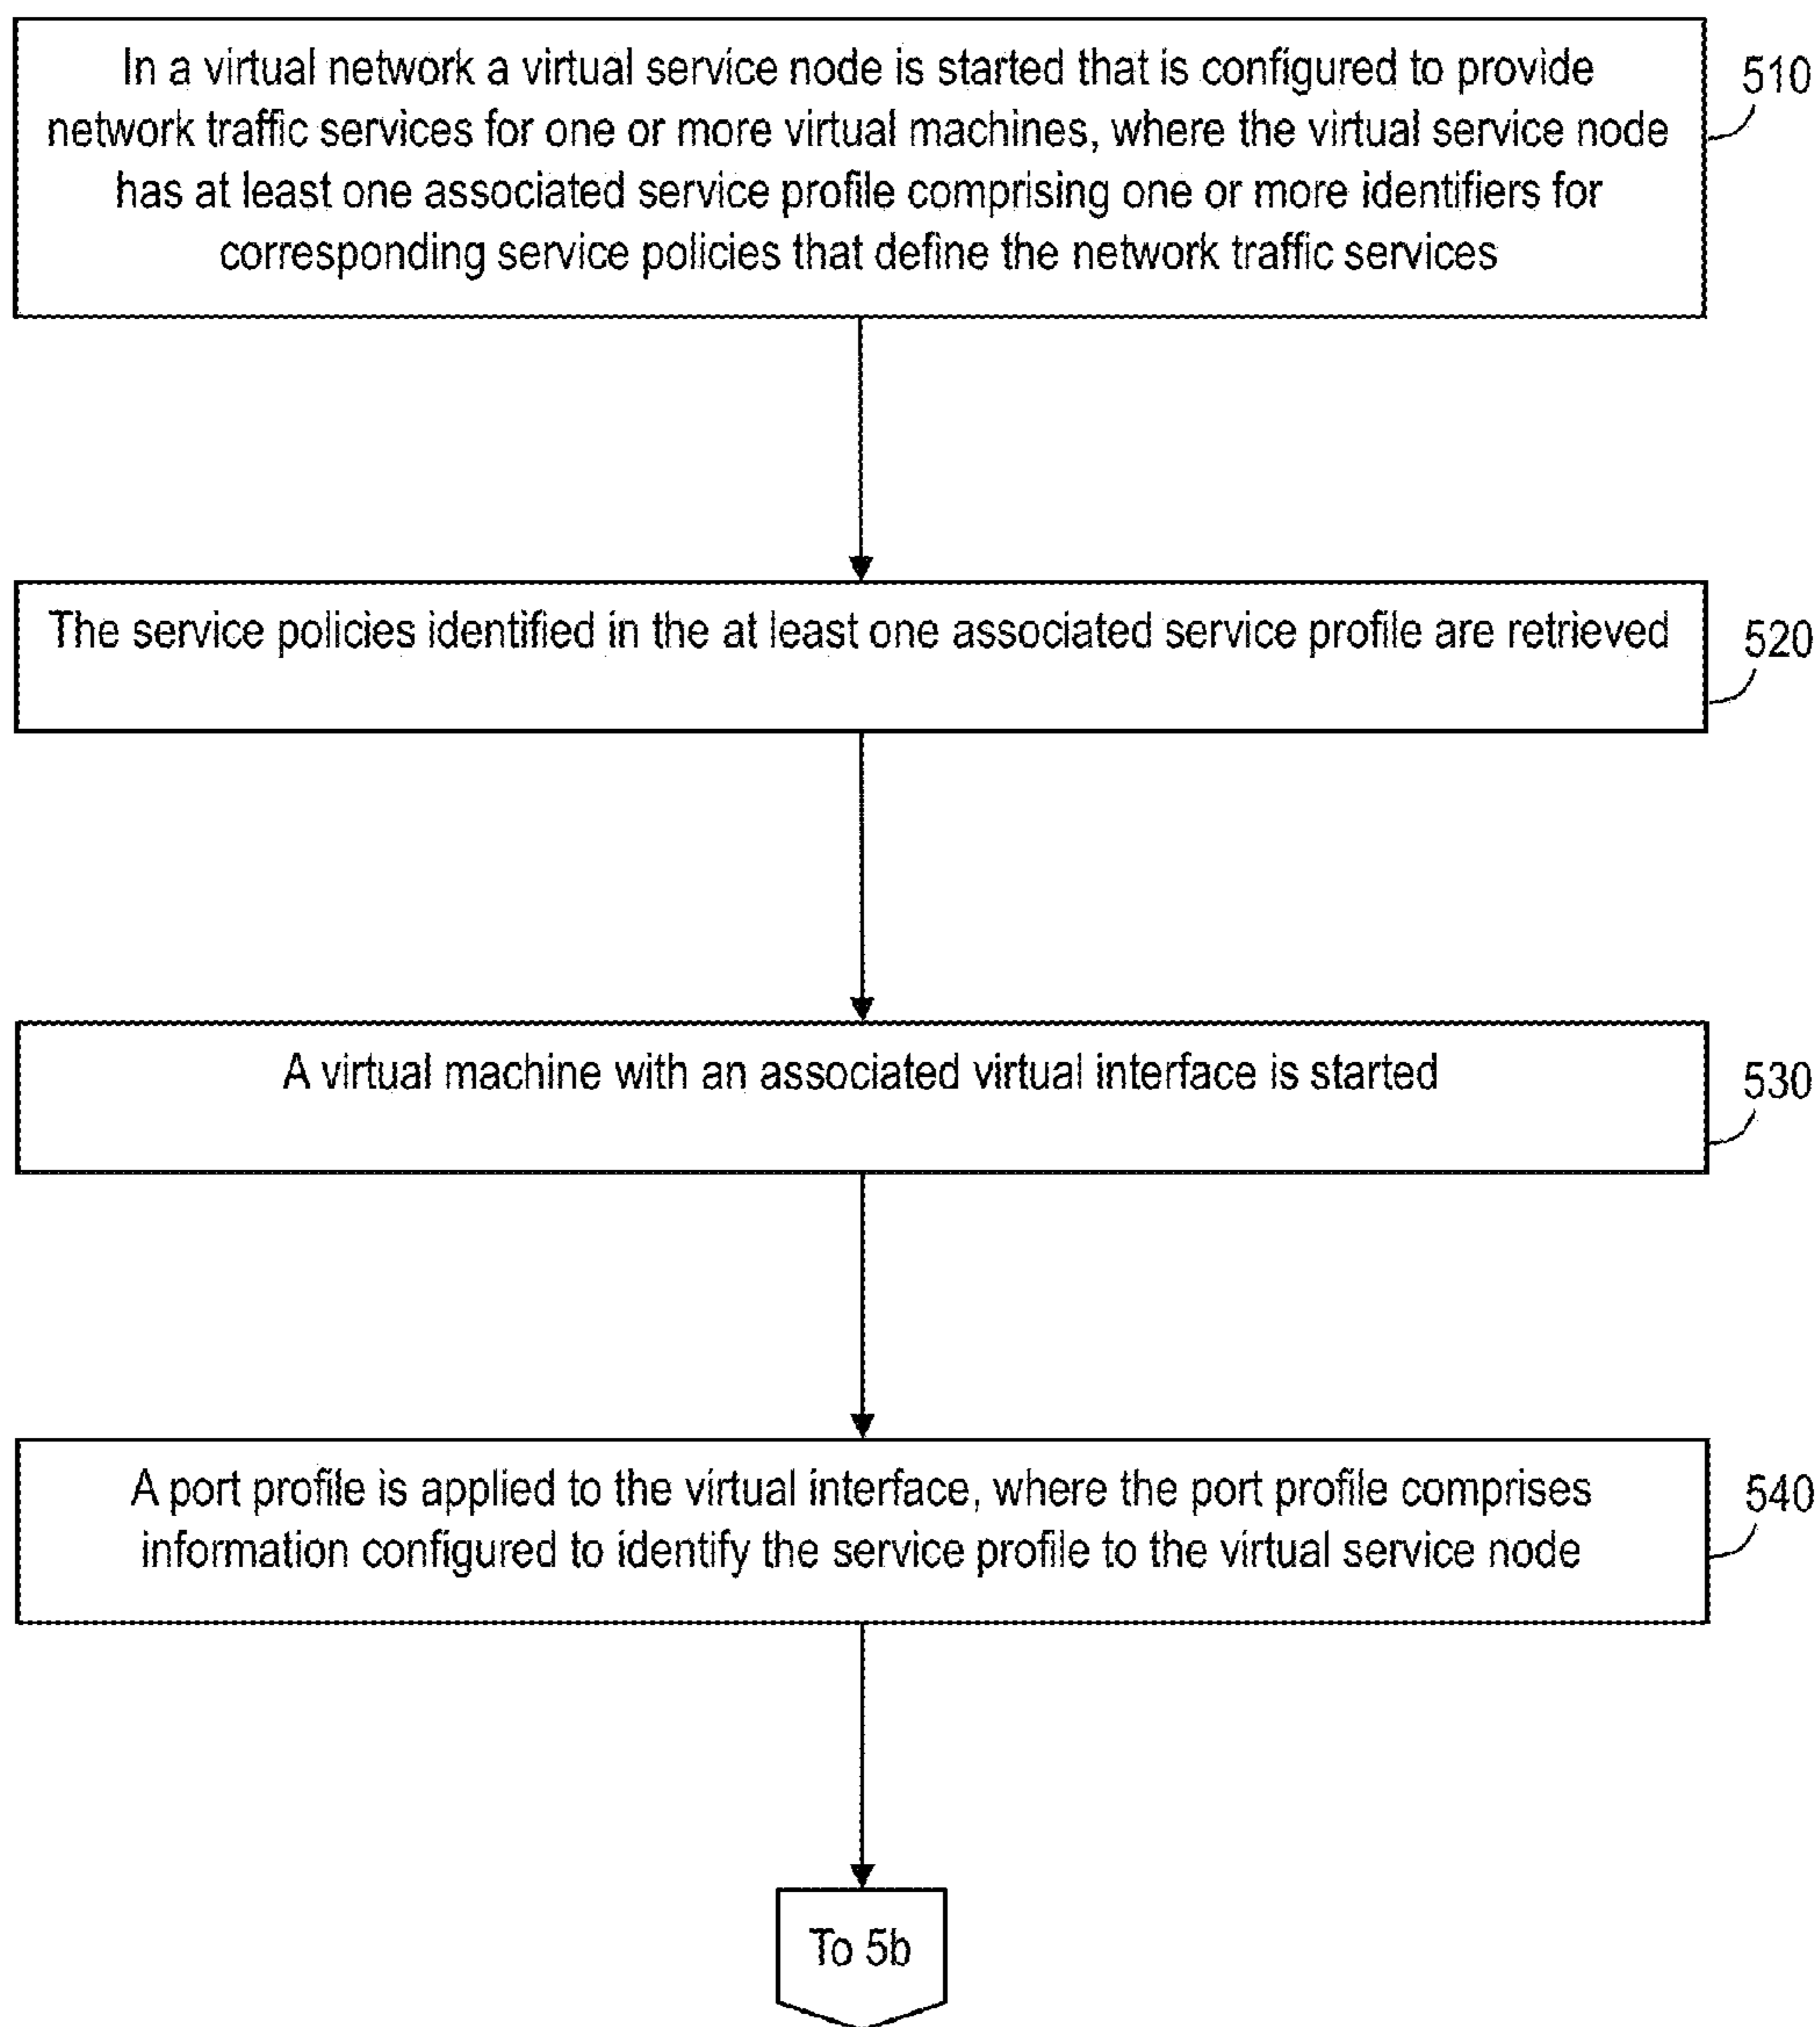 In a virtual network a virtual service node is started that is configured to provide
network traffic services for one or more virtual machines, where the virtual service node
has at least one associated service profile comprising one or more identifiers for
corresponding service policies that define the network traffic services
510
The service policies identified in the at least one associated service profile are retrieved
520
A virtual machine with an associated virtual interface is started
530
A port profile is applied to the virtual interface, where the port profile comprises
information configured to identify the service profile to the virtual service node
540
To 5b